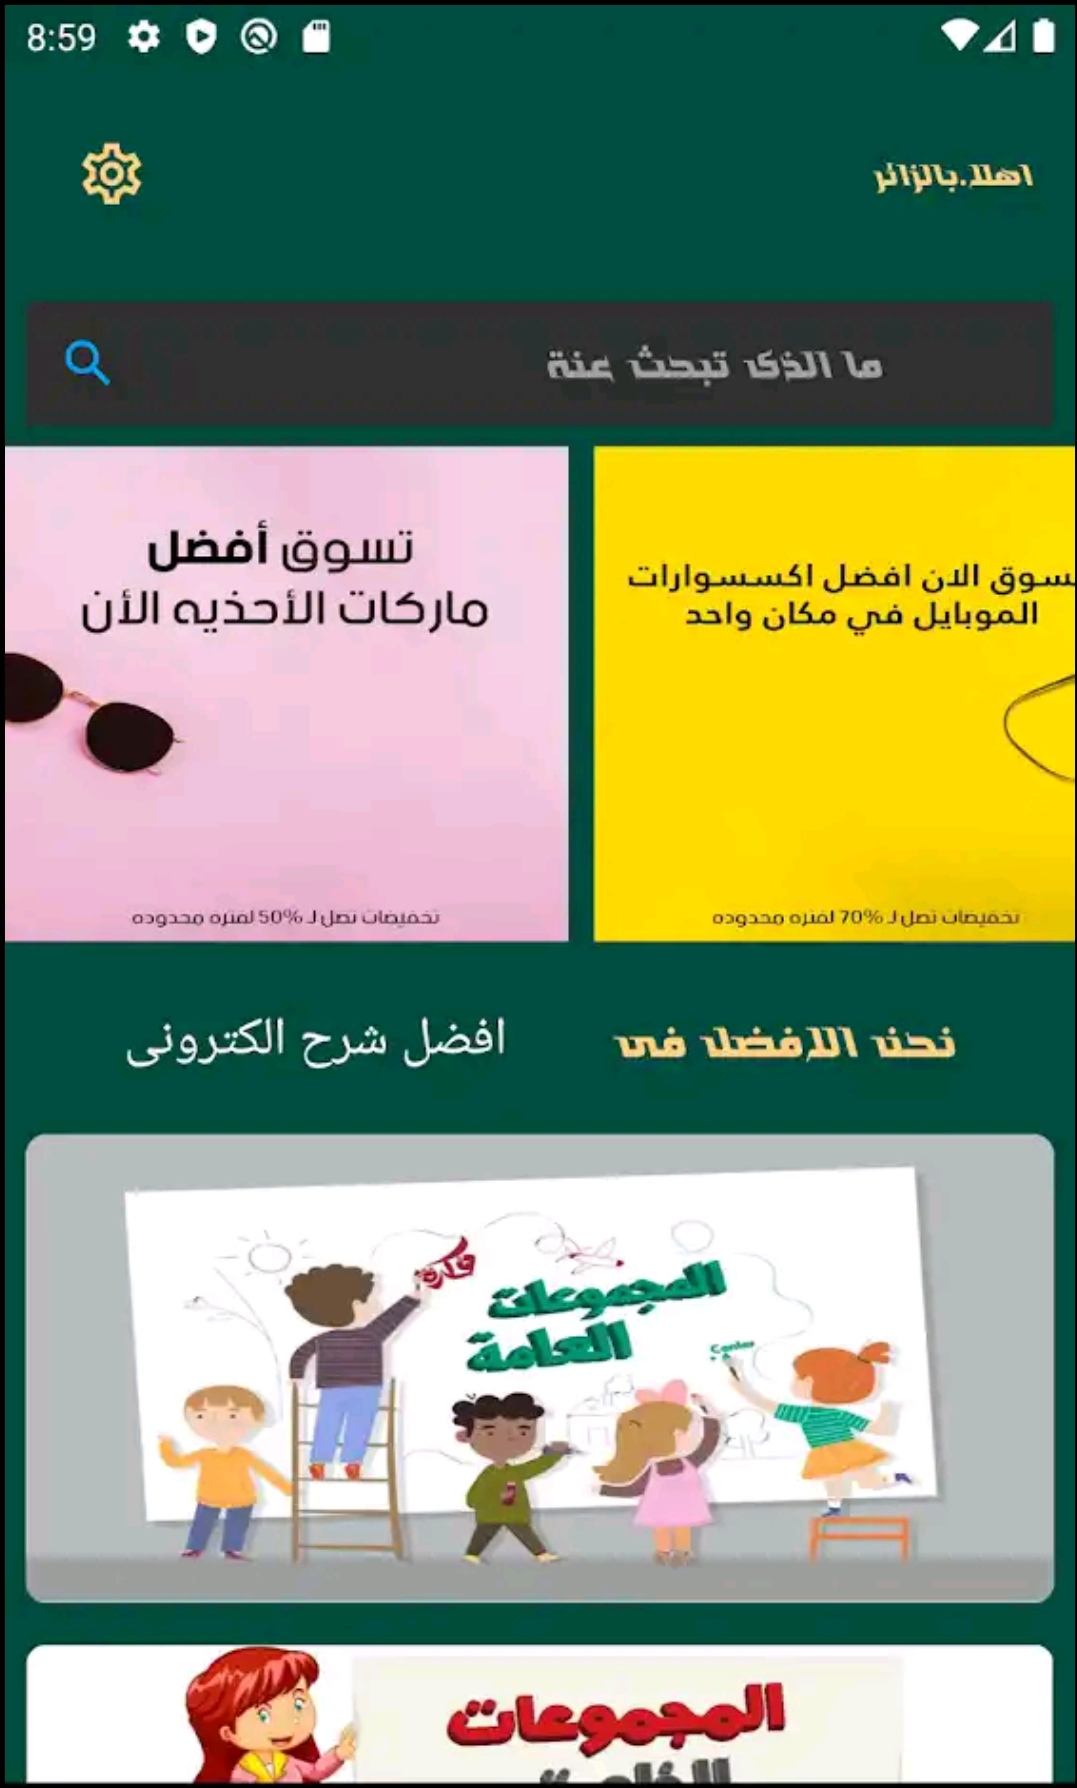 8:59
اهلا.بالزائر
ما الذى تبحث عنة
تسوق أفضل
ماركات الأحذيه الأن
تخفيضات تصل لـ 50% لفتره محدوده
سوق الان افضل اكسسوارات
الموبايل في مكان واحد
تخفيضات تصل لـ 70% لفتره محدوده
نحن الافضل فى
افضل شرح الكترونى
فكرة
المجموعات
العامة
Center
المجموعات